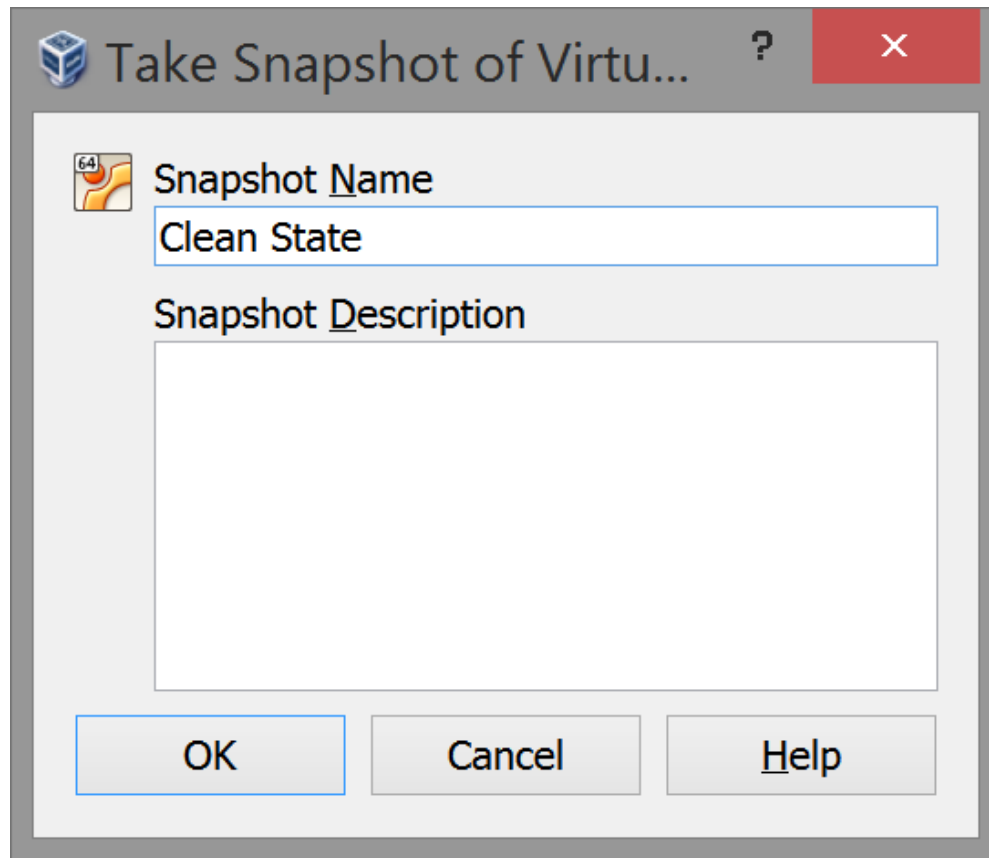 Take Snapshot of Virtu... ?
64
Snapshot Name
Clean State
Snapshot Description
OK Cancel Help